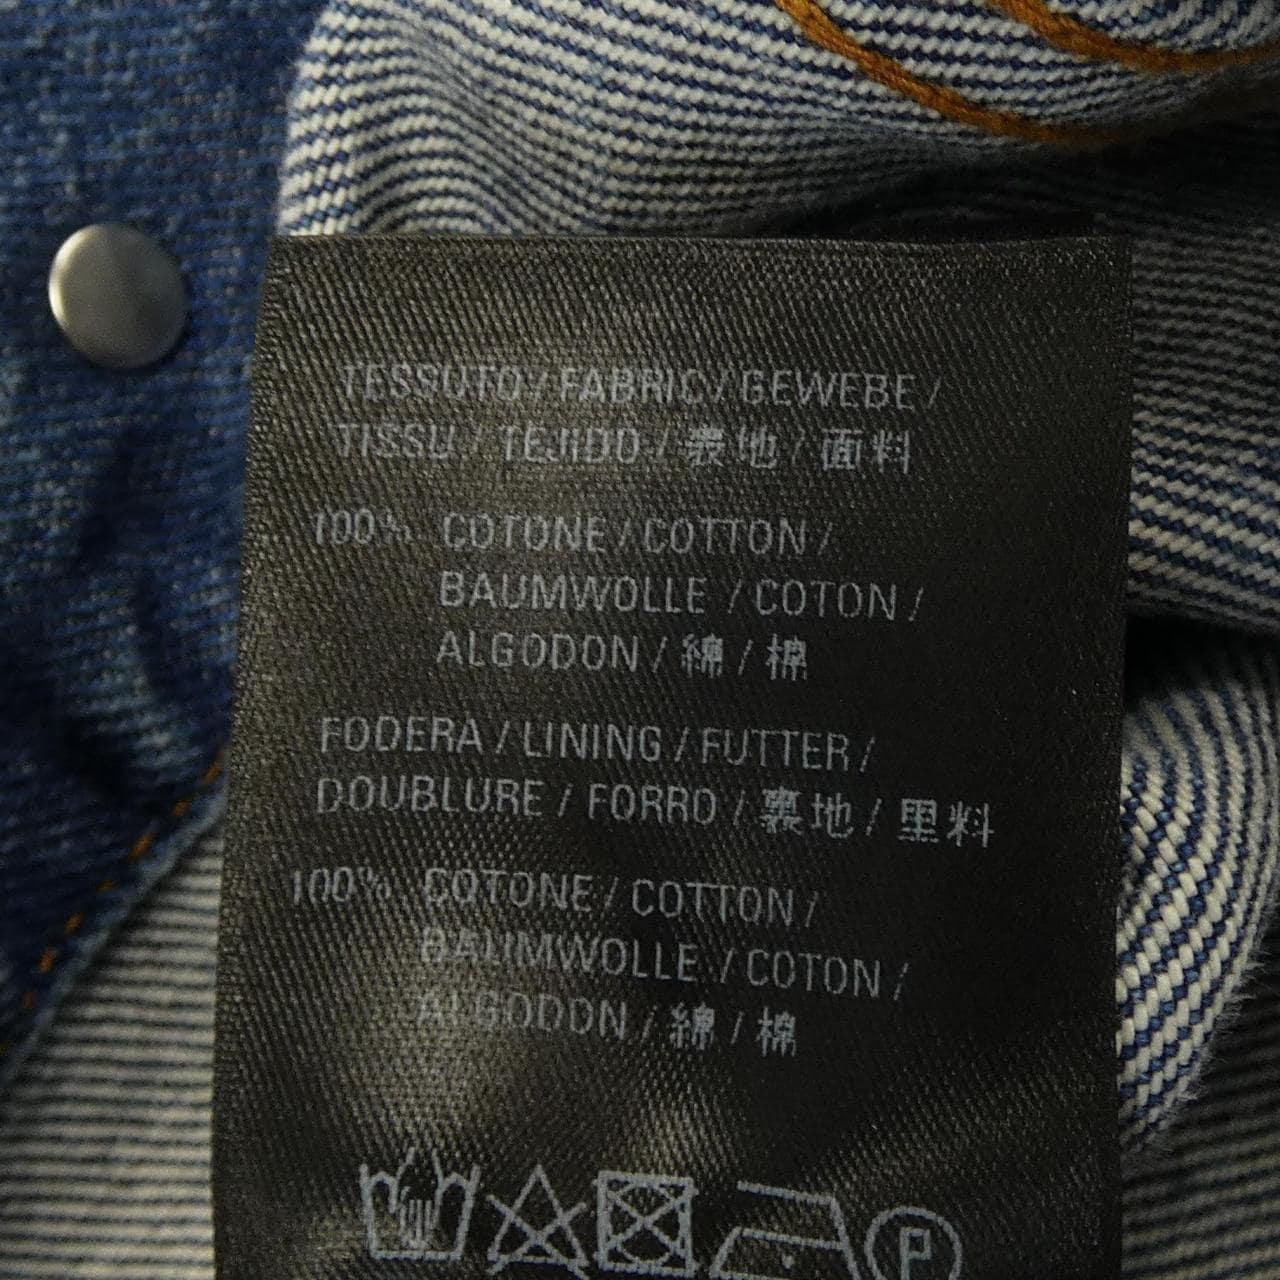 TESSUTO / FABRIC / GEWEBE /
TISSU / TEJIDO / 表地 / 面料
100% COTONE / COTTON /
BAUMWOLLE / COTON /
ALGODON / 綿 / 棉
FODERA / LINING / FUTTER /
DOUBLURE / FORRO / 裏地 / 里料
100% COTONE / COTTON /
BAUMWOLLE / COTON /
ALGODON / 綿 / 棉
P